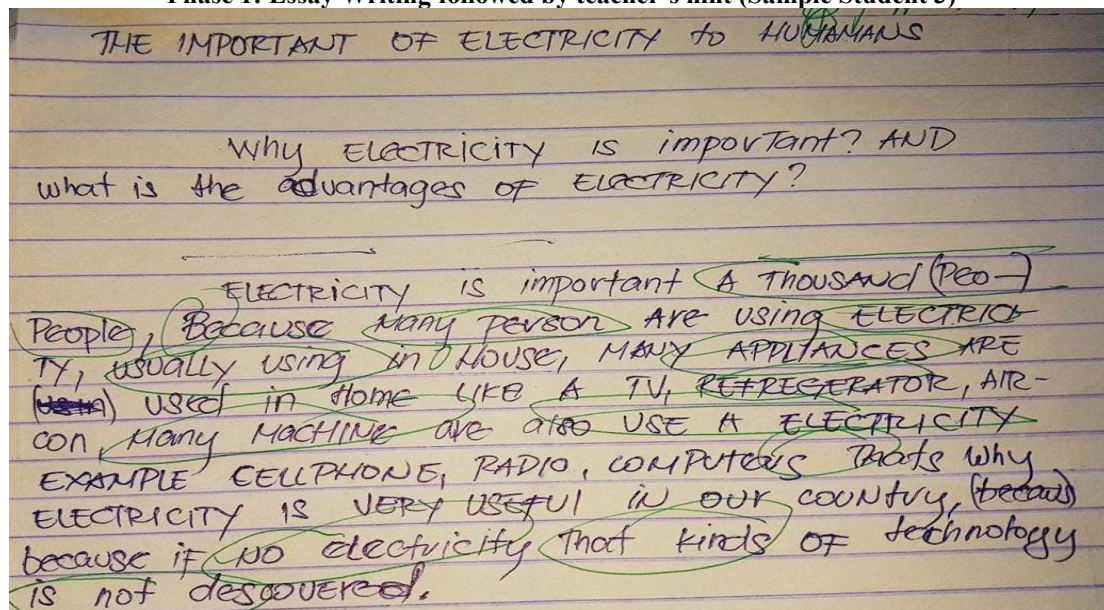 Phase 1: Essay Writing followed by teacher's hint (Sample Student 3)
THE IMPORTANT OF ELECTRICITY to HUMANS
Why ELECTRICITY IS imporTant? AND
what is the advantages OF ELECTRICITY?
ELECTRICITY is important A THOUSANd (Peo-)
People, Because Many person Are using ELECTRICI-
TY, usually using in House, MANY APPLIANCES ARE
used in Home LIKE A TV, REFREGERATOR, AIR-
con, Many MACHINE are also USE A ELECTRICITY
EXAMPLE CELLPHONE, RADIO, COMPUTERS Thats why
ELECTRICITY IS VERY USEFUl iN OUr COUNtry, (becaus)
because if NO electricity That kinds OF technology
is not descovered.